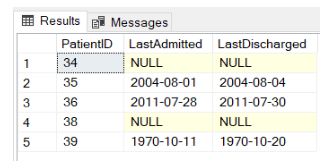 Results Messages
PatientID LastAdmitted LastDischarged
1 34 NULL NULL
2 35 2004-08-01 2004-08-04
3 36 2011-07-28 2011-07-30
4 38 NULL NULL
5 39 1970-10-11 1970-10-20